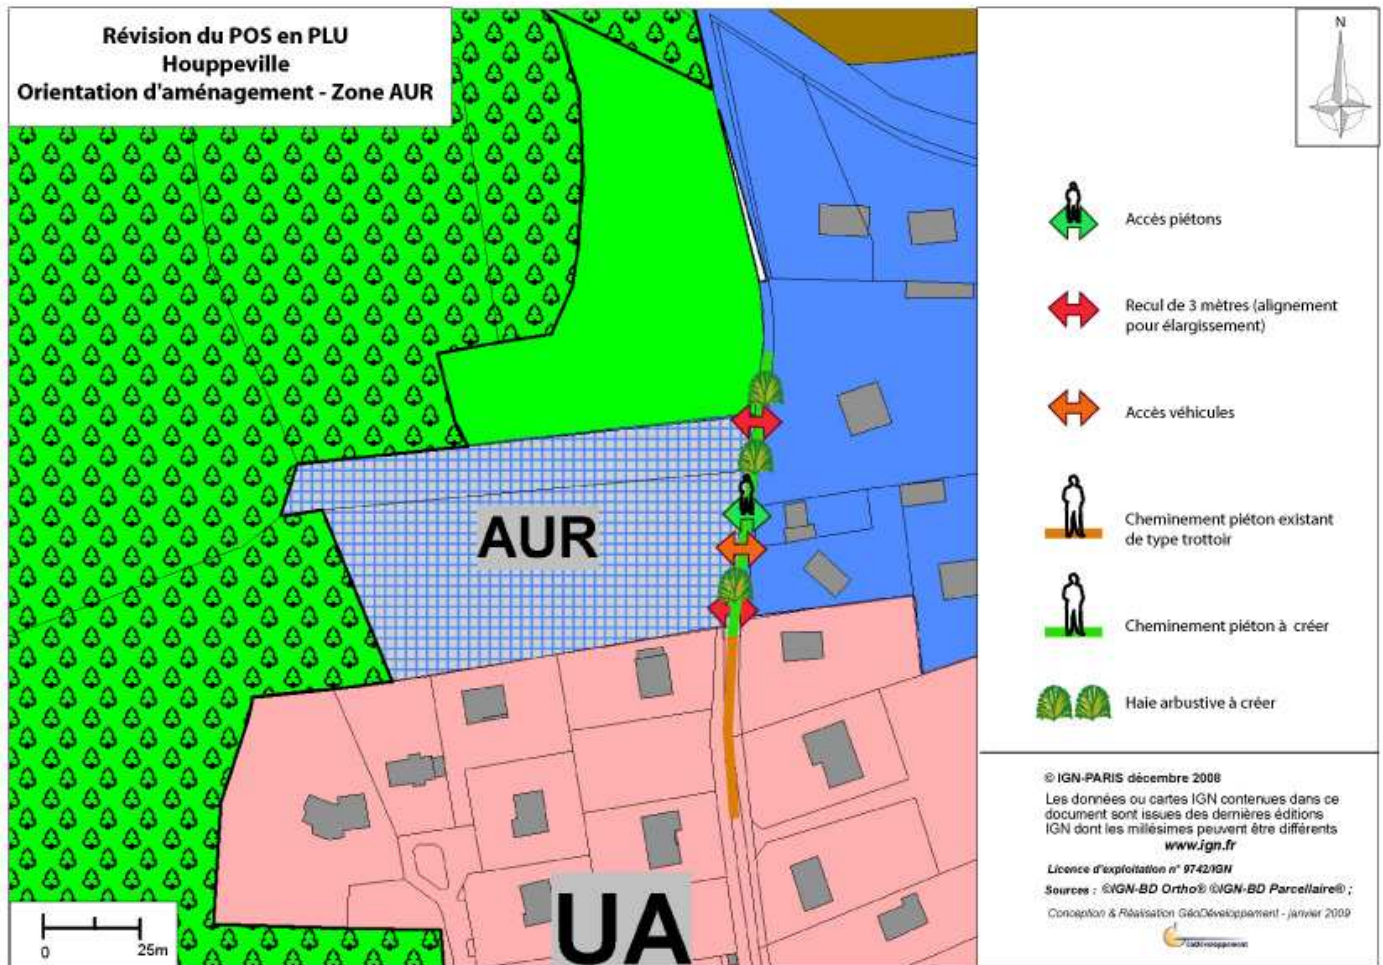 Révision du POS en PLU
Houppeville
Orientation d'aménagement - Zone AUR
N
Accès piétons
Recul de 3 mètres (alignement
pour élargissement)
Accès véhicules
AUR
Cheminement piéton existant
de type trottoir
Cheminement piéton à créer
Haie arbustive à créer
UA
0
25m
© IGN-PARIS décembre 2008
Les données ou cartes IGN contenues dans ce
document sont issues des dernières éditions
IGN dont les millésimes peuvent être différents
www.ign.fr
Licence d'exploitation n° 9742/IGN
Sources : ©IGN-BD Ortho® ©IGN-BD Parcellaire® ;
Conception & Réalisation GéoDéveloppement - janvier 2009